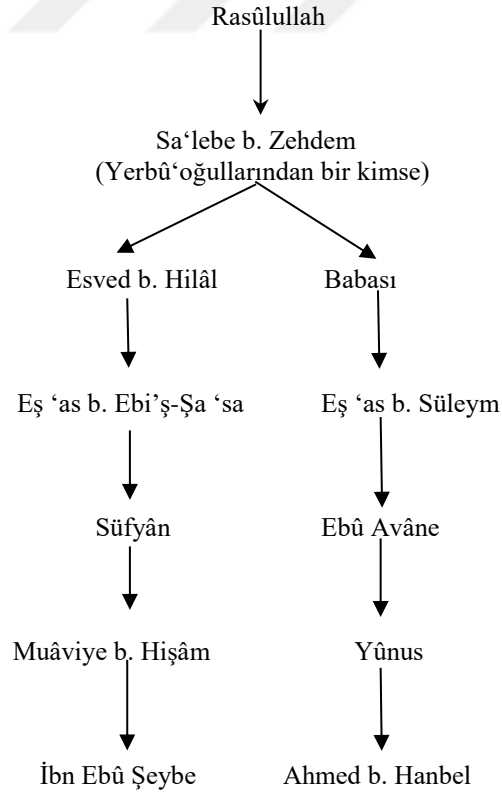 Rasûlullah
Sa‘lebe b. Zehdem
(Yerbû‘oğullarından bir kimse)
Esved b. Hilâl Babası
Eş ‘as b. Ebi’ş-Şa ‘sa Eş ‘as b. Süleym
Süfyân Ebû Avâne
Muâviye b. Hişâm Yûnus
İbn Ebû Şeybe Ahmed b. Hanbel